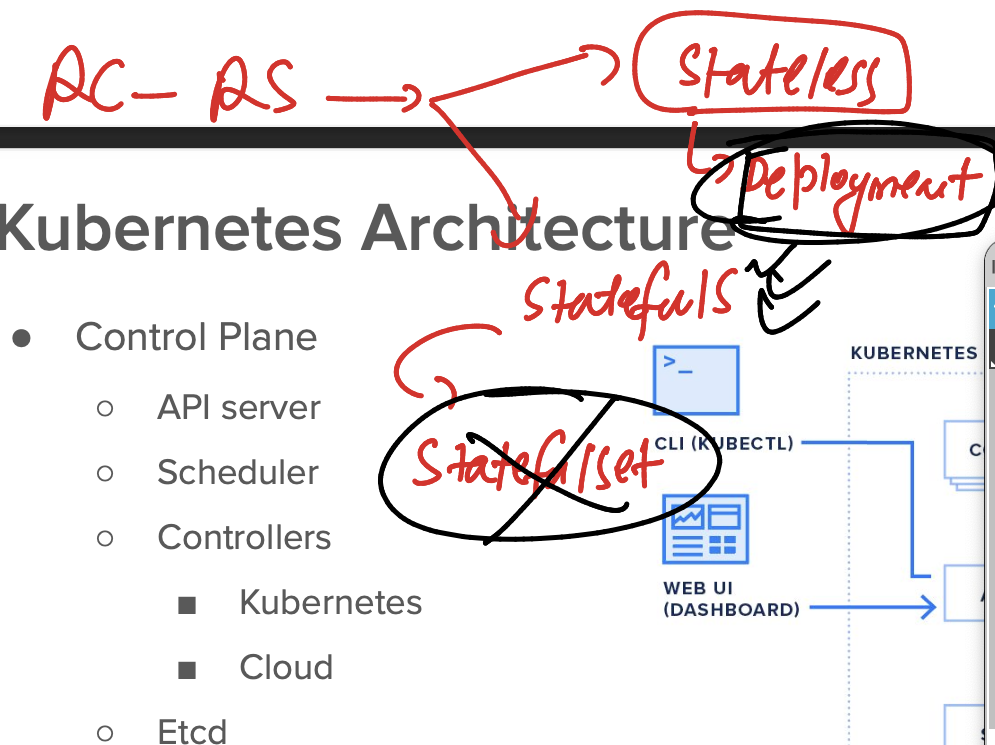 RC - RS
Stateless
Deployment
Kubernetes Architecture
Statefuls
Control Plane
KUBERNETES
API server
CLI (KUBECTL)
Statefulset
Scheduler
Controllers
Kubernetes
WEB UI
(DASHBOARD)
Cloud
Etcd